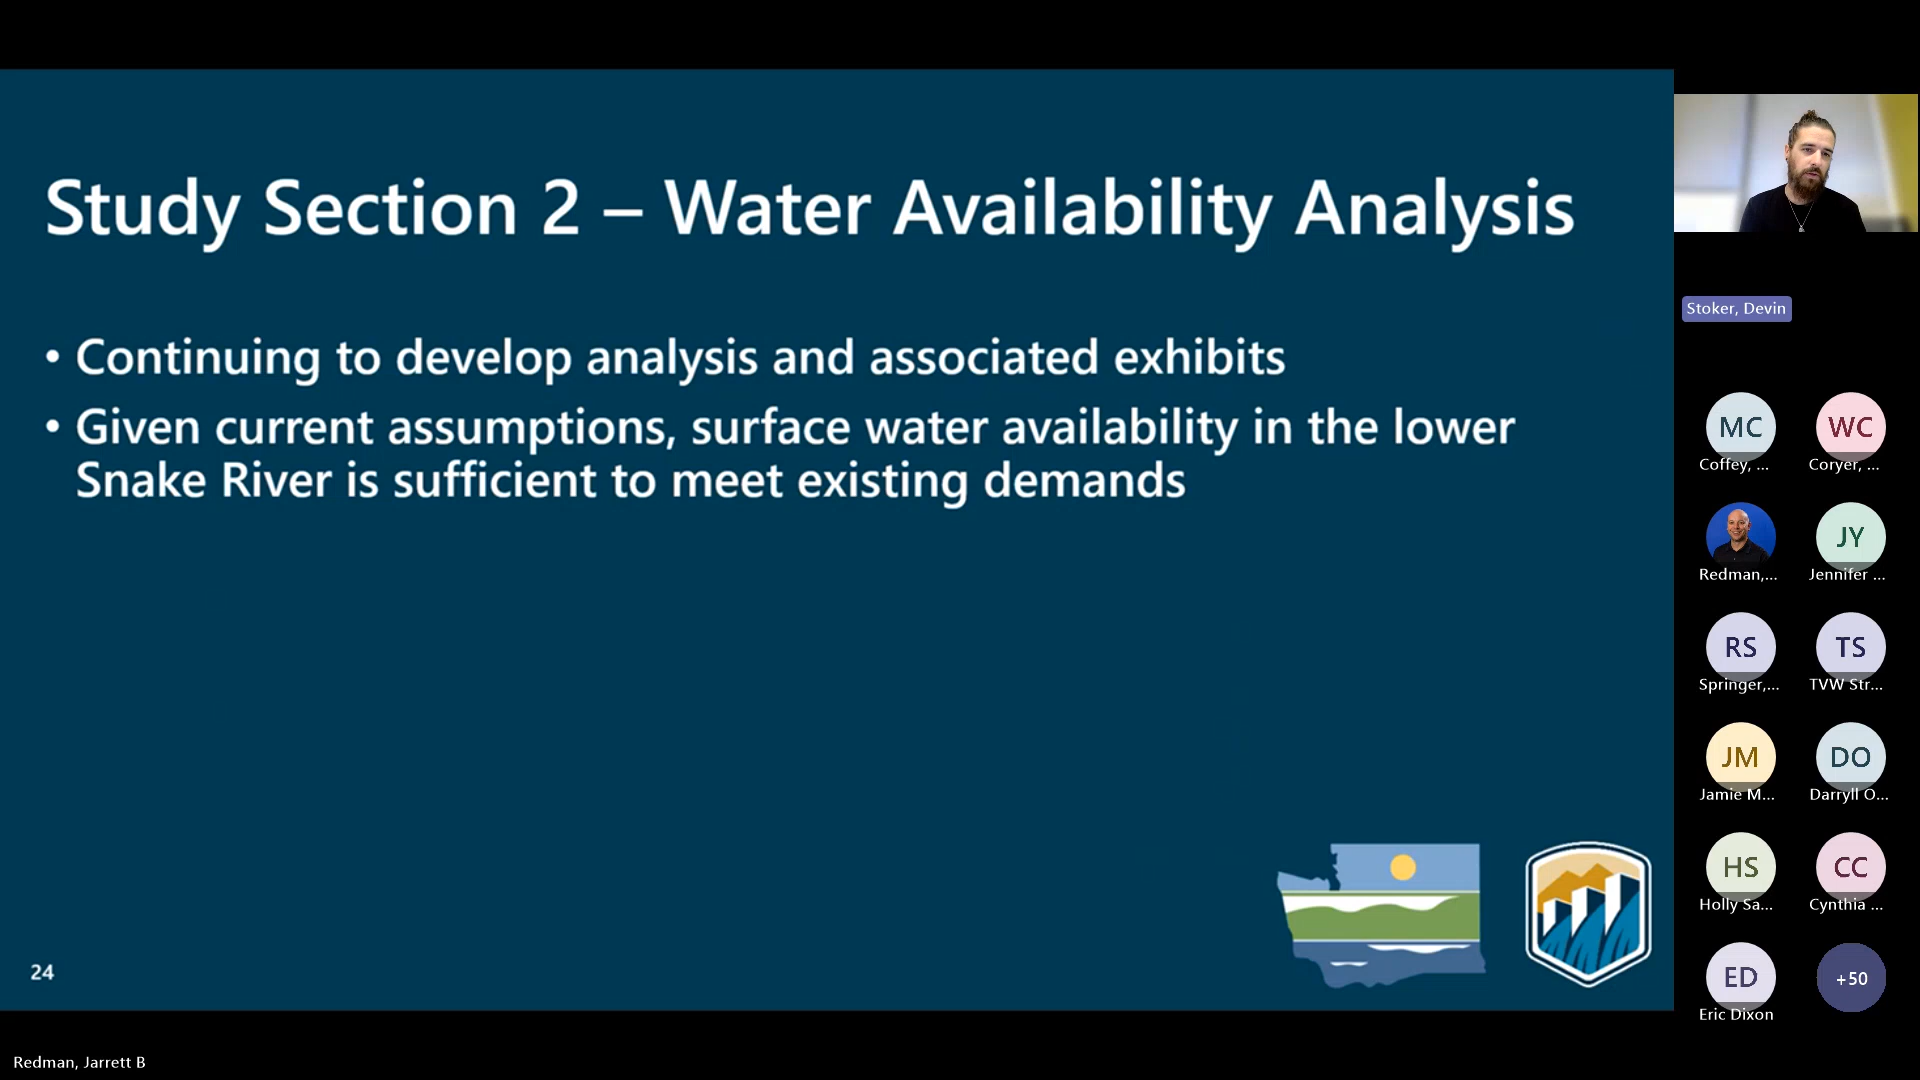 Study Section 2 – Water Availability Analysis
• Continuing to develop analysis and associated exhibits
• Given current assumptions, surface water availability in the lower
Snake River is sufficient to meet existing demands
24
Stoker, Devin
MC
WC
Coffey, ...
Coryer, ...
JY
Redman,...
Jennifer ...
RS
TS
Springer,...
TVW Str...
JM
DO
Jamie M...
Darryll O...
HS
CC
Holly Sa...
Cynthia ...
ED
+50
Eric Dixon
Redman, Jarrett B